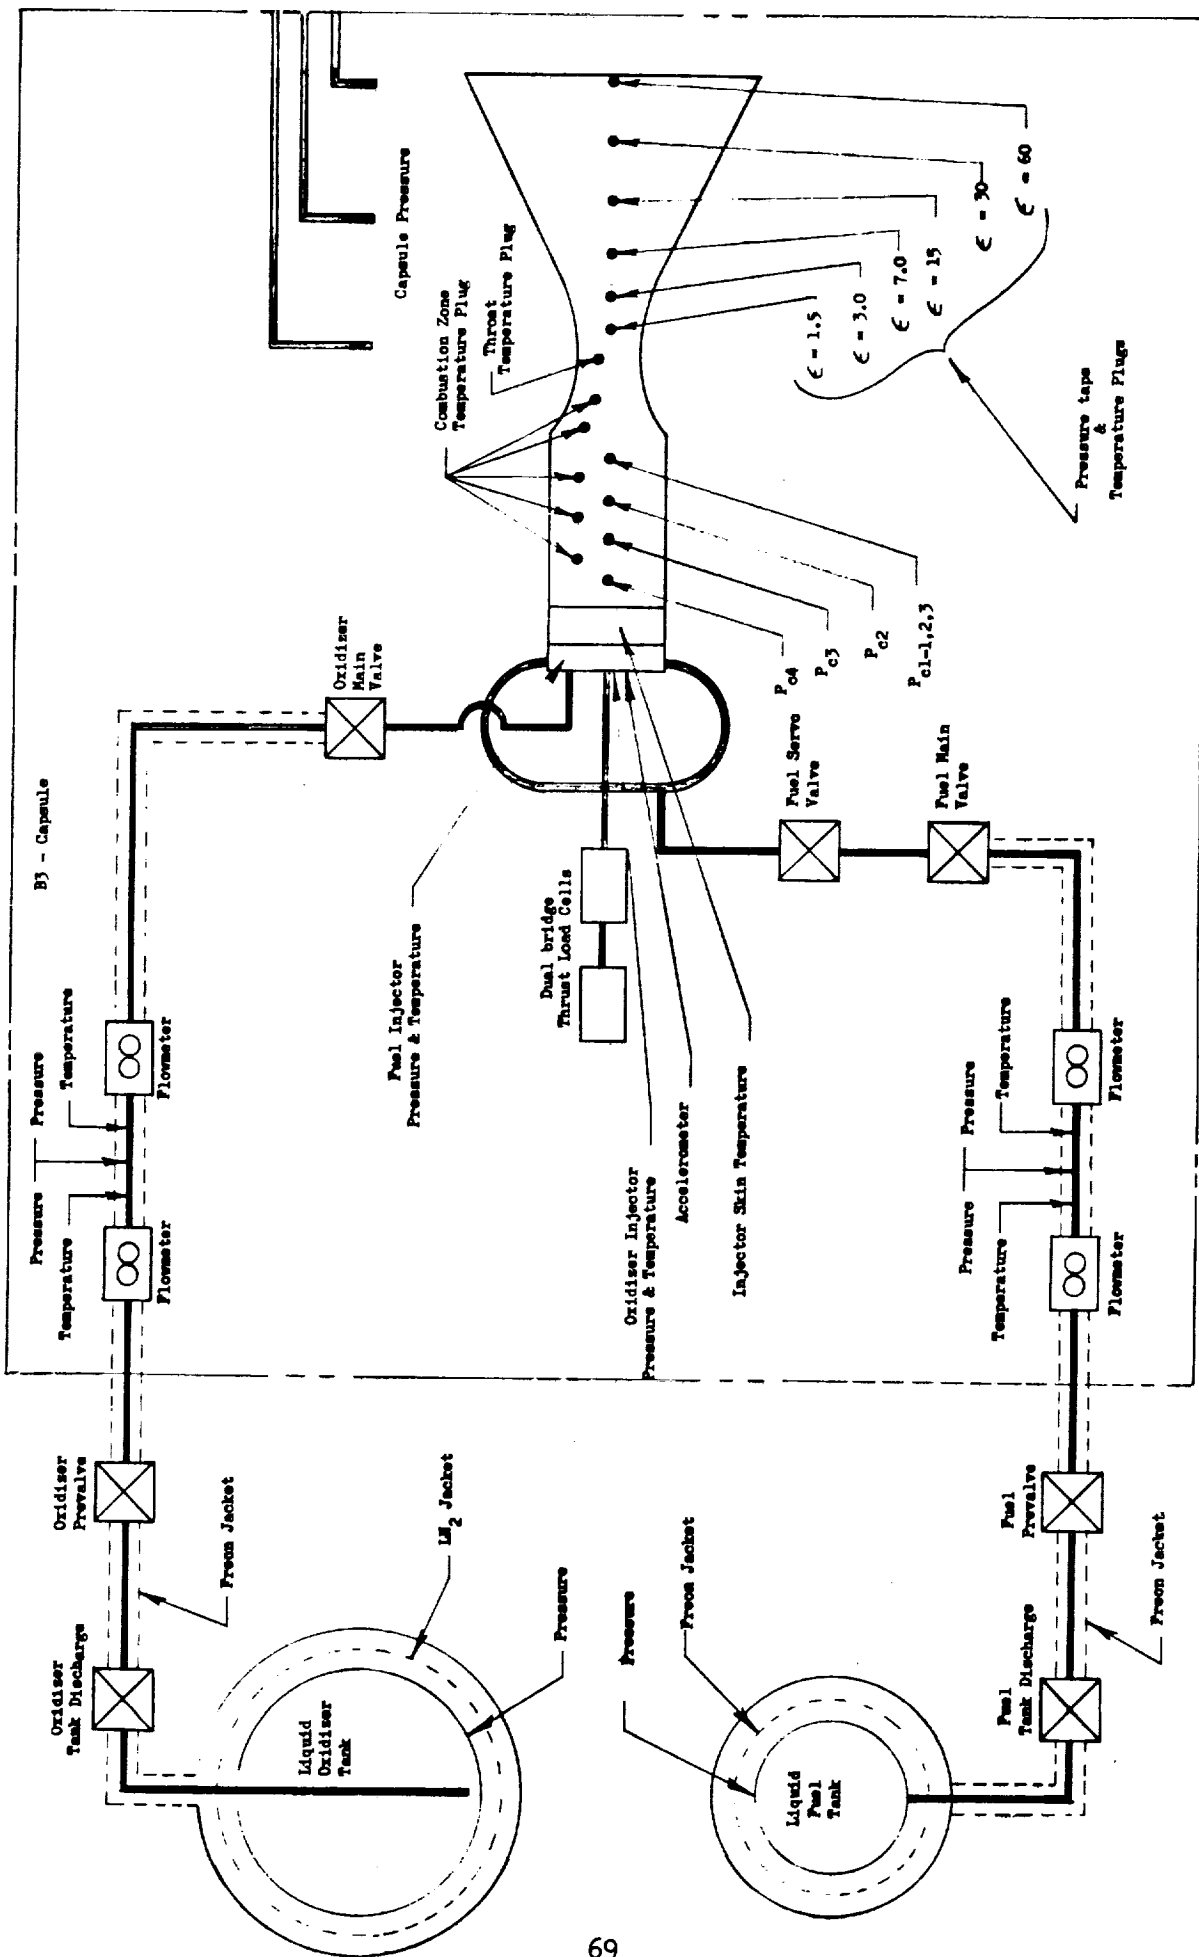 B3 - Capsule
Capsule Pressure
Oxidizer
Main
Valve
Combustion Zone
Temperature Plug
Throat
Temperature Plug
Pressure
Pressure
Temperature
Temperature
Flowmeter
Flowmeter
Oxidizer
Prevalve
Oxidizer
Tank Discharge
Freon Jacket
LN2 Jacket
Pressure
Liquid
Oxidizer
Tank
Fuel Injector
Pressure & Temperature
Dual bridge
Thrust Load Cells
Oxidizer Injector
Pressure & Temperature
Accelerometer
Injector Skin Temperature
Pc4
Pc3
Pc2
Pc1-1,2,3
ϵ = 1.5
ϵ = 3.0
ϵ = 7.0
ϵ = 15
ϵ = 30
ϵ = 60
Pressure taps
&
Temperature Plugs
Fuel Servo
Valve
Fuel Main
Valve
Pressure
Pressure
Temperature
Temperature
Flowmeter
Flowmeter
Fuel
Prevalve
Fuel
Tank Discharge
Freon Jacket
Pressure
Freon Jacket
Liquid
Fuel
Tank
69